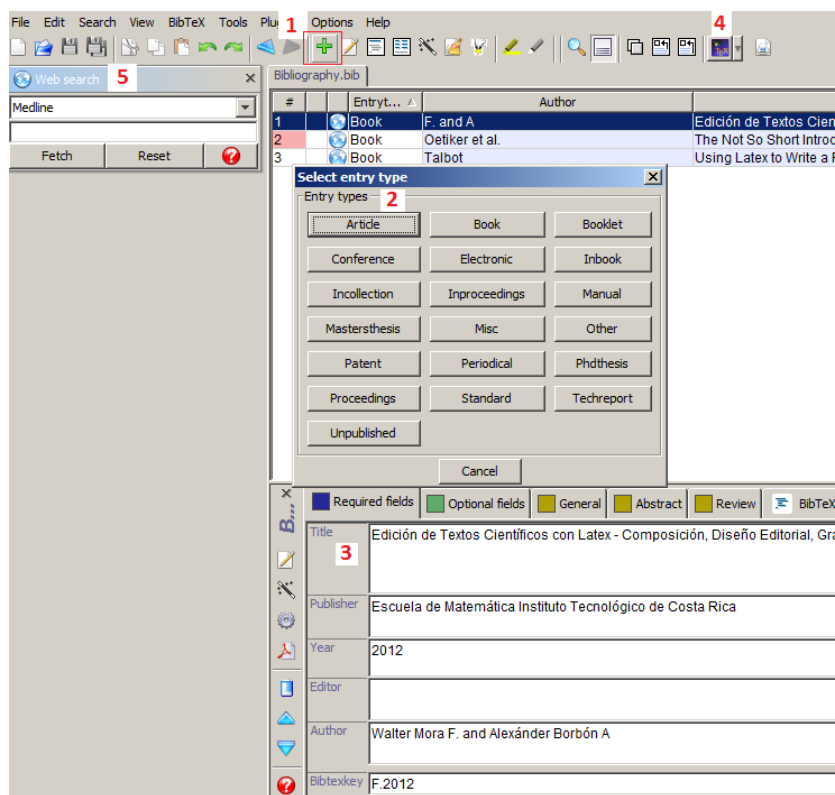 File Edit Search View BibTeX Tools Plu 1 Options Help
4
Web search 5
Medline
Fetch Reset
Bibliography.bib
# Entryt... Author
1 Book F. and A Edición de Textos Cien
2 Book Oetiker et al. The Not So Short Introd
3 Book Talbot Using Latex to Write a F
Select entry type
Entry types 2
Article Book Booklet
Conference Electronic Inbook
Incollection Inproceedings Manual
Mastersthesis Misc Other
Patent Periodical Phdthesis
Proceedings Standard Techreport
Unpublished
Cancel
B...
Required fields Optional fields General Abstract Review BibTeX
Title 3 Edición de Textos Científicos con Latex - Composición, Diseño Editorial, Gra
Publisher Escuela de Matemática Instituto Tecnológico de Costa Rica
Year 2012
Editor
Author Walter Mora F. and Alexánder Borbón A
Bibtexkey F.2012